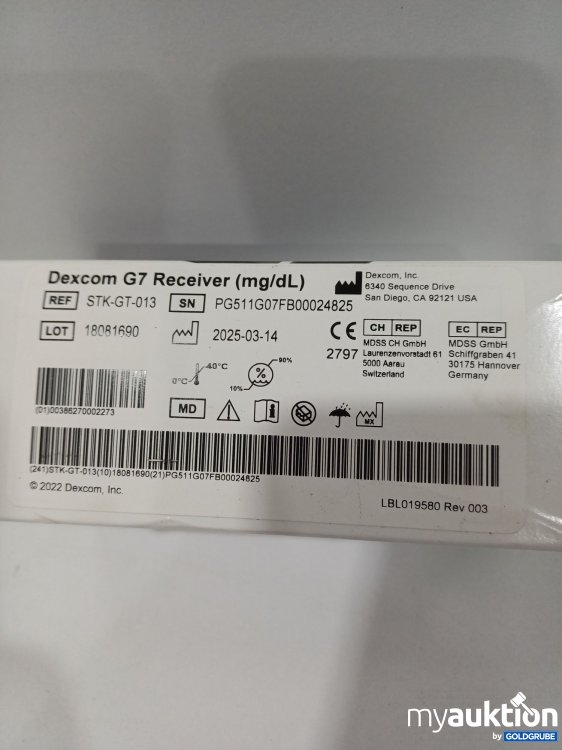 Dexcom G7 Receiver (mg/dL)
REF STK-GT-013 SN PG511G07FB00024825
LOT 18081690 2025-03-14
Dexcom, Inc.
6340 Sequence Drive
San Diego, CA 92121 USA
CE 2797
CH REP
MDSS CH GmbH
Laurenzenvorstadt 61
5000 Aarau
Switzerland
EC REP
MDSS GmbH
Schiffgraben 41
30175 Hannover
Germany
0°C 40°C
10% % 90%
MD
MX
(01)00386270002273
(241)STK-GT-013(10)18081690(21)PG511G07FB00024825
© 2022 Dexcom, Inc.
LBL019580 Rev 003
myauktion
by GOLDGRUBE